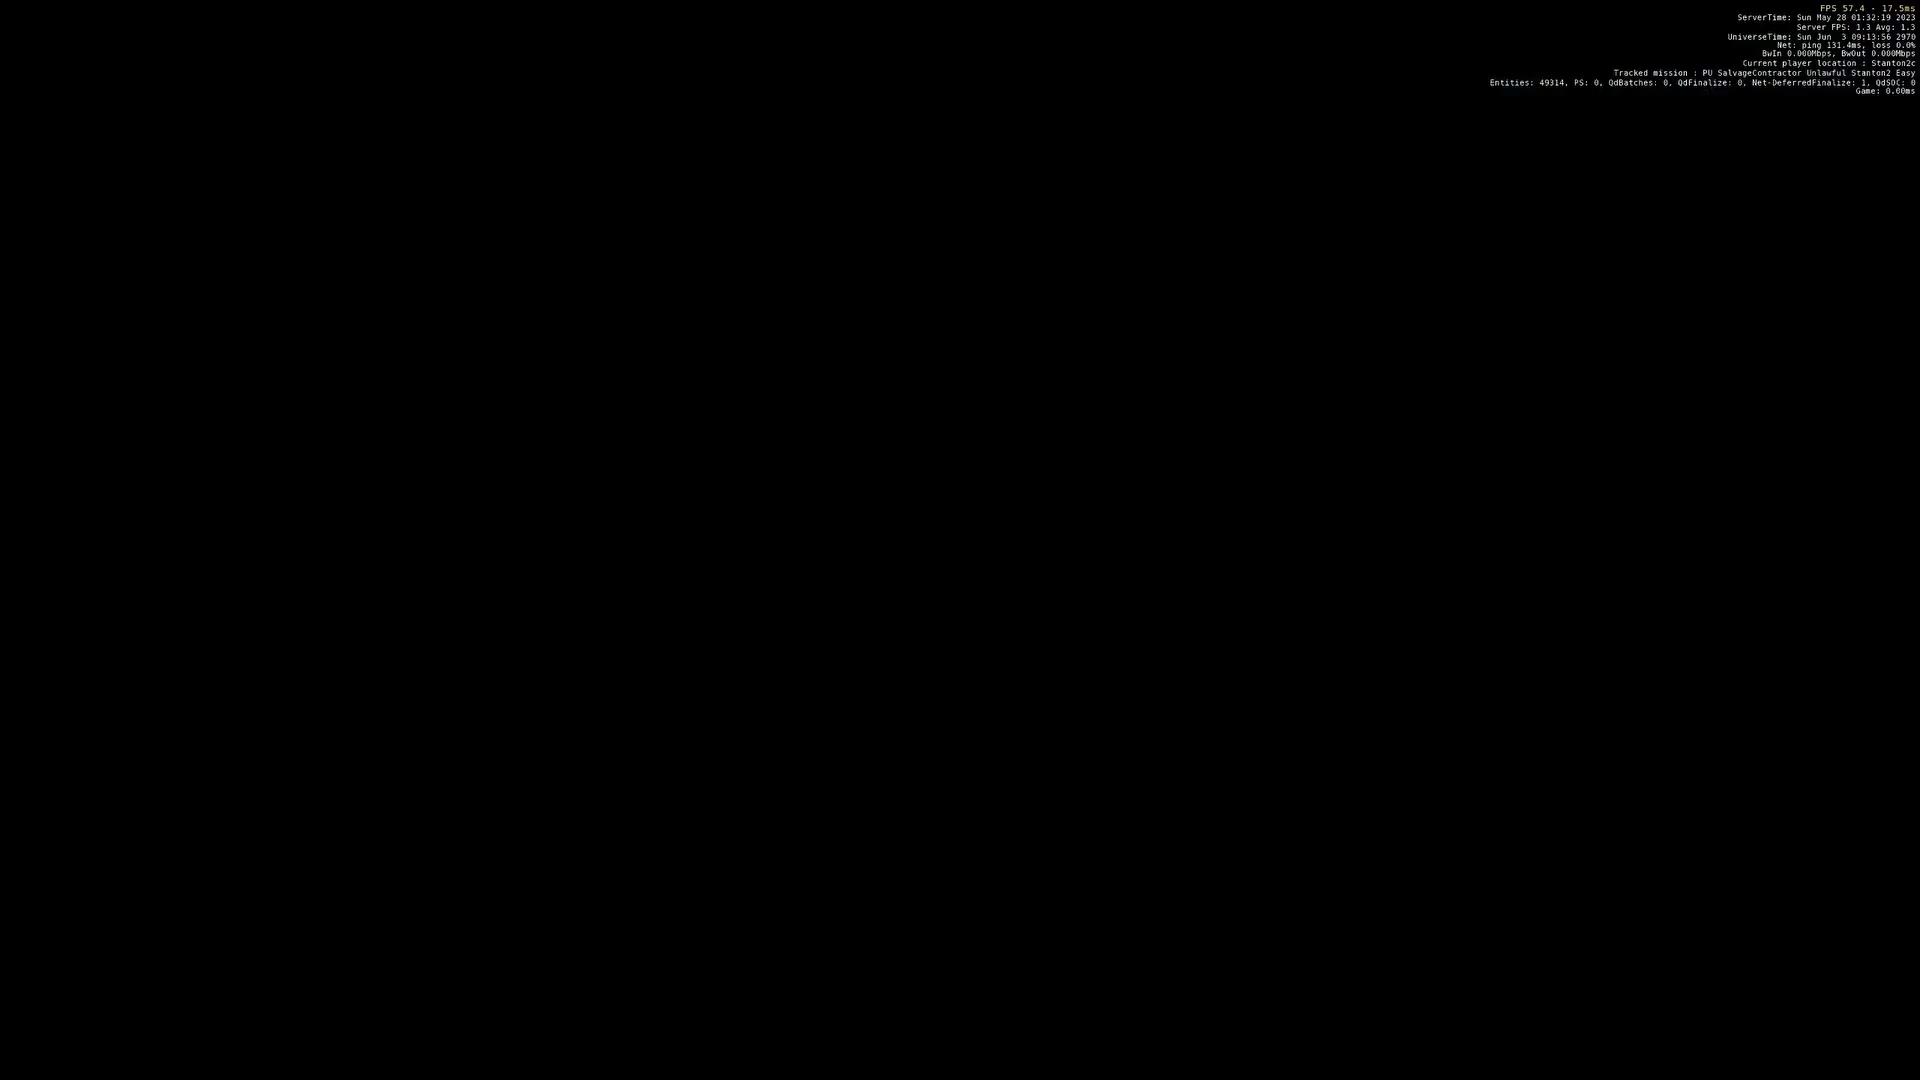 FPS 57.4 - 17.5ms
ServerTime: Sun May 28 01:32:19 2023
Server FPS: 1.3 Avg: 1.3
UniverseTime: Sun Jun  3 09:13:56 2970
Net: ping 131.4ms, loss 0.0%
BwIn 0.000Mbps, BwOut 0.000Mbps
Current player location : Stanton2c
Tracked mission : PU SalvageContractor Unlawful Stanton2 Easy
Entities: 49314, PS: 0, QdBatches: 0, QdFinalize: 0, Net-DeferredFinalize: 1, QdSOC: 0
Game: 0.00ms